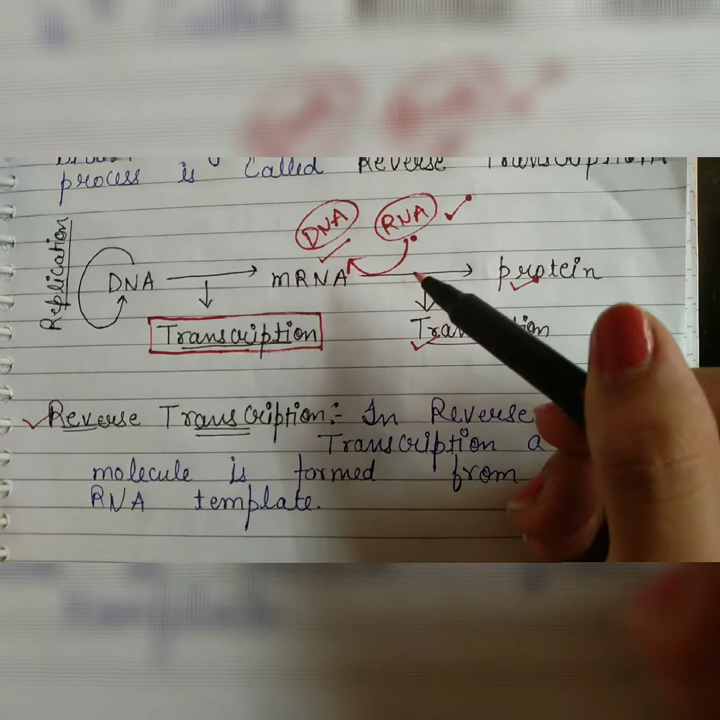 process is called Reverse Transcription
DNA RNA
Replication
DNA mRNA protein
Transcription
Reverse Transcription:- In Reverse
Transcription a
molecule is formed from
RNA template.